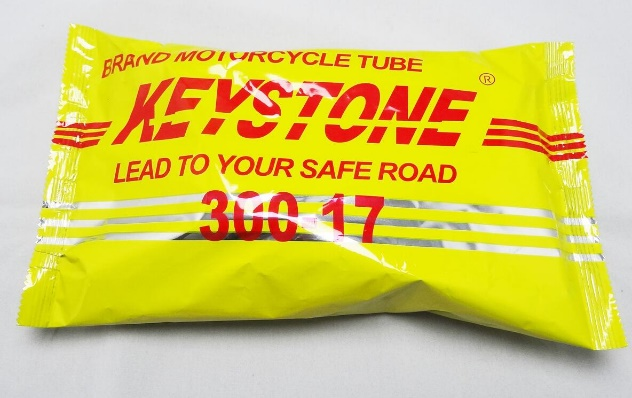 BRAND MOTORCYCLE TUBE
KEYSTONE ®
LEAD TO YOUR SAFE ROAD
300-17